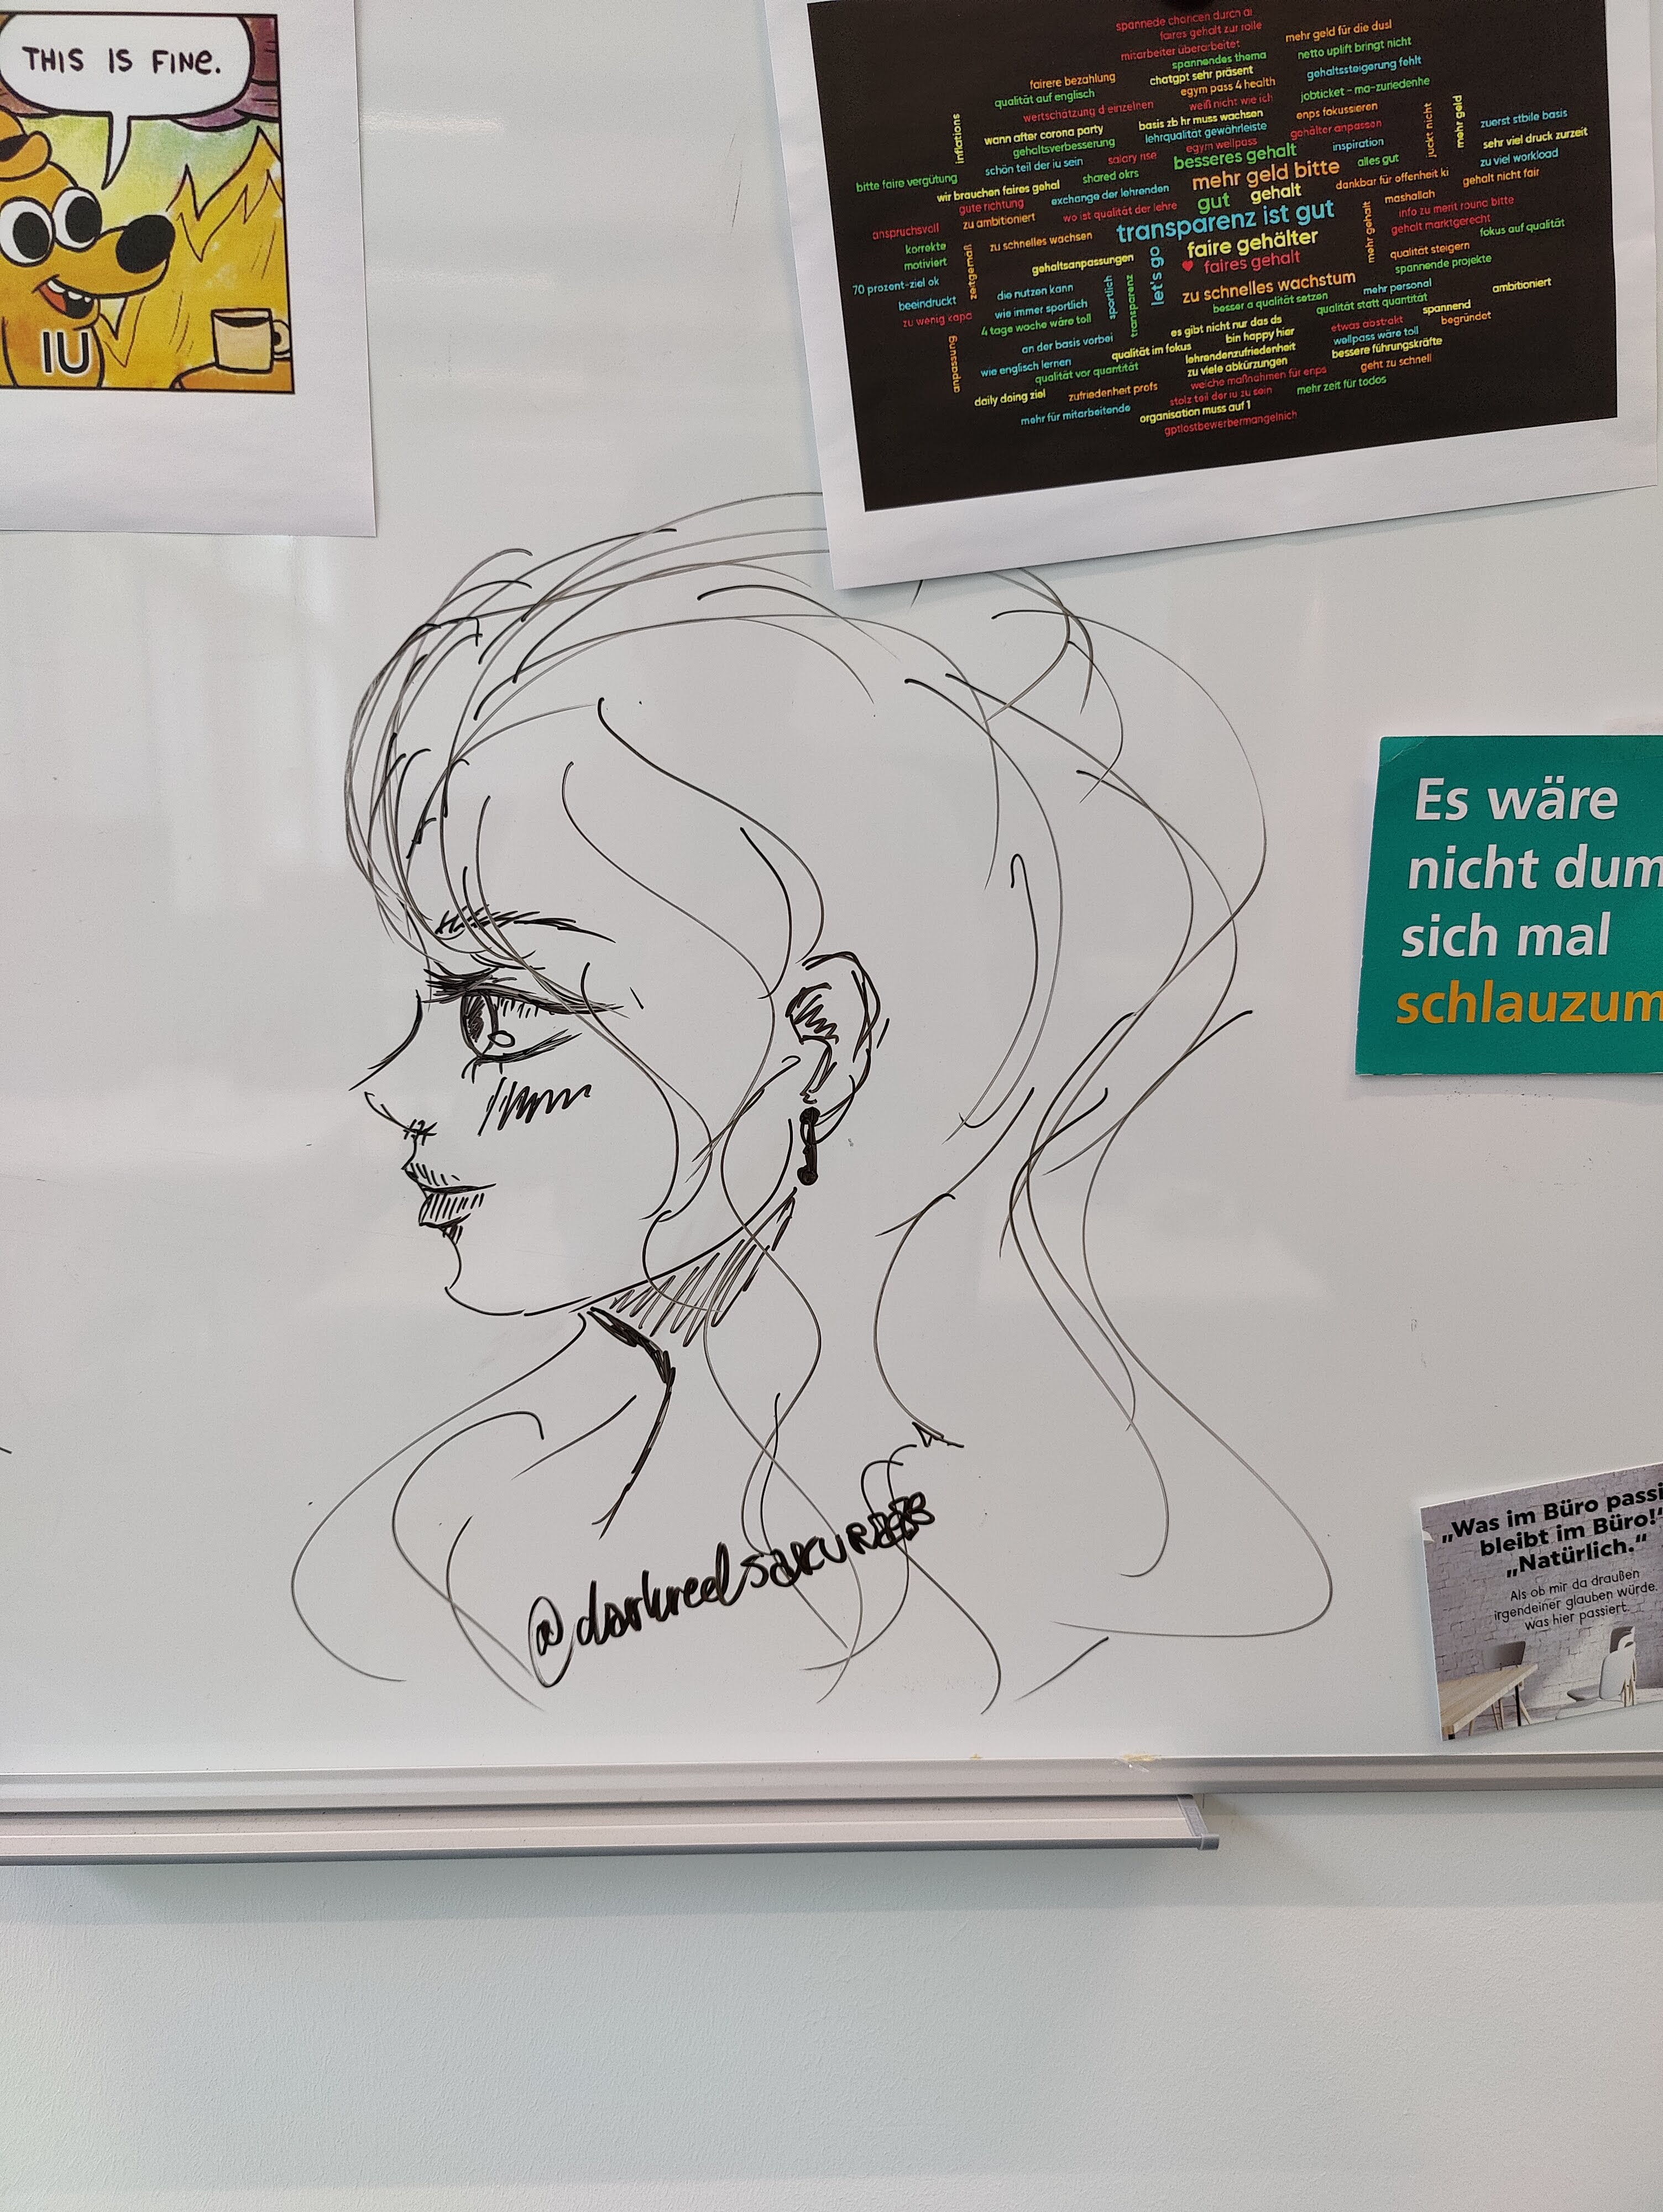 THIS IS FINE.
IU
spannede chancen durch ai
faires gehalt zur rolle
mehr geld für die dusl
mitarbeiter überarbeitet
netto uplift bringt nicht
spannendes thema
fairere bezahlung
chatgpt sehr präsent
gehaltssteigerung fehlt
qualität auf englisch
egym pass 4 health
jobticket - ma-zuriedenhe
wertschätzung d einzelnen
weiß nicht wie ich
inflations
wann after corona party
basis zb hr muss wachsen
enps fokussieren
juckt nicht
mehr geld
zuerst stbile basis
gehaltsverbesserung
lehrqualität gewährleiste
gehälter anpassen
sehr viel druck zurzeit
schön teil der iu sein
salary rise
egym wellpass
inspiration
zu viel workload
bitte faire vergütung
shared okrs
besseres gehalt
alles gut
wir brauchen faires gehal
exchange der lehrenden
mehr geld bitte
dankbar für offenheit ki
gehalt nicht fair
gute richtung
gut
gehalt
mashallah
anspruchsvoll
zu ambitioniert
wo ist qualität der lehre
transparenz ist gut
mehr gehalt
info zu merit round bitte
gehalt marktgerecht
fokus auf qualität
korrekte
zeitgemäß
zu schnelles wachsen
faire gehälter
qualität steigern
motiviert
gehaltsanpassungen
let's go
faires gehalt
spannende projekte
70 prozent-ziel ok
die nutzen kann
sportlich
transparenz
zu schnelles wachstum
mehr personal
ambitioniert
beeindruckt
wie immer sportlich
besser a qualität setzen
qualität statt quantität
spannend
zu wenig kapa
4 tage woche wäre toll
es gibt nicht nur das ds
etwas abstrakt
begründet
anpassung
an der basis vorbei
bin happy hier
wellpass wäre toll
qualität im fokus
lehrendenzufriedenheit
bessere führungskräfte
wie englisch lernen
zu viele abkürzungen
geht zu schnell
qualität vor quantität
welche maßnahmen für enps
daily doing ziel
zufriedenheit profs
stolz teil der iu zu sein
mehr zeit für todos
mehr für mitarbeitende
organisation muss auf 1
gptlostbewerbermangelnich
Es wäre
nicht dum
sich mal
schlauzum
„Was im Büro passi
bleibt im Büro!“
„Natürlich.“
Als ob mir da draußen
irgendeiner glauben würde.
was hier passiert.